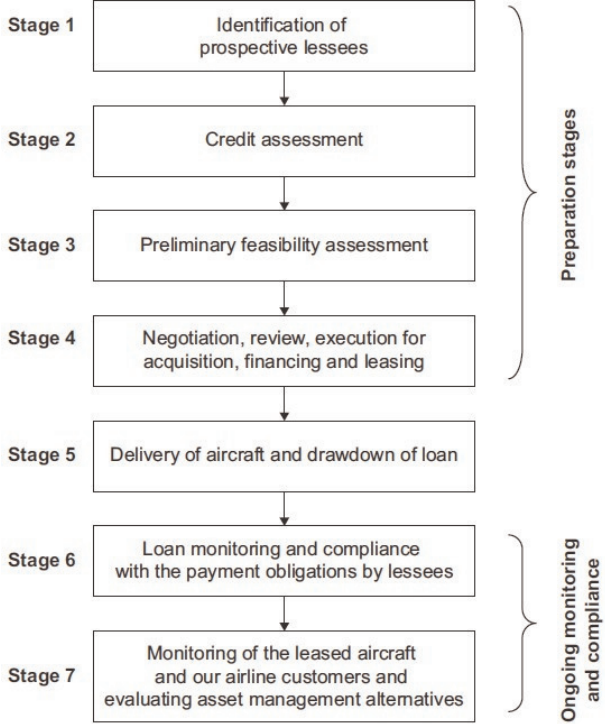 Stage 1
Identification of
prospective lessees
Stage 2
Credit assessment
Stage 3
Preliminary feasibility assessment
Stage 4
Negotiation, review, execution for
acquisition, financing and leasing
Preparation stages
Stage 5
Delivery of aircraft and drawdown of loan
Stage 6
Loan monitoring and compliance
with the payment obligations by lessees
Stage 7
Monitoring of the leased aircraft
and our airline customers and
evaluating asset management alternatives
Ongoing monitoring
and compliance